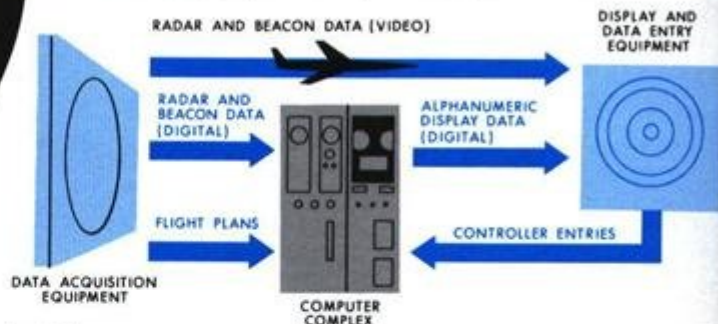 RADAR AND BEACON DATA (VIDEO)
DISPLAY AND
DATA ENTRY
EQUIPMENT
RADAR AND
BEACON DATA
(DIGITAL)
ALPHANUMERIC
DISPLAY DATA
(DIGITAL)
FLIGHT PLANS
CONTROLLER ENTRIES
DATA ACQUISITION
EQUIPMENT
COMPUTER
COMPLEX